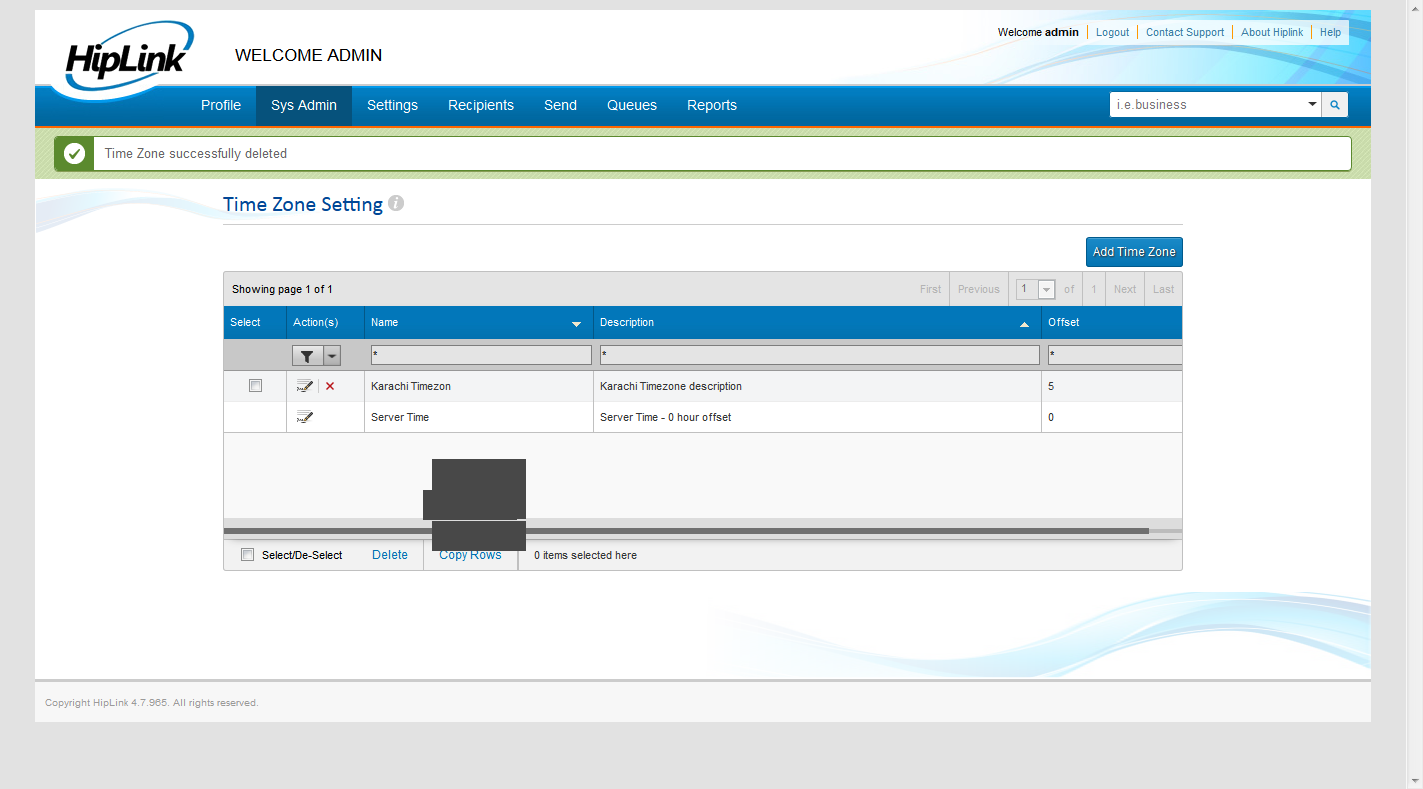 HipLink
WELCOME ADMIN
Welcome admin Logout Contact Support About Hiplink Help
Profile Sys Admin Settings Recipients Send Queues Reports i.e.business
Time Zone successfully deleted
Time Zone Setting i
Add Time Zone
Showing page 1 of 1 First Previous 1 of 1 Next Last
Select Action(s) Name Description Offset
* * *
Karachi Timezon Karachi Timezone description 5
Server Time Server Time - 0 hour offset 0
Select/De-Select Delete Copy Rows 0 items selected here
Copyright HipLink 4.7.965. All rights reserved.